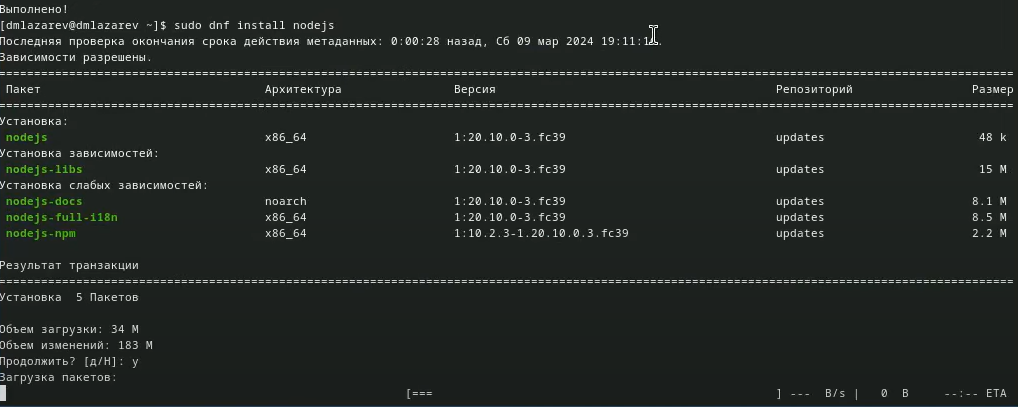 Выполнено!
[dmlazarev@dmlazarev ~]$ sudo dnf install nodejs
Последняя проверка окончания срока действия метаданных: 0:00:28 назад, Сб 09 мар 2024
Зависимости разрешены.
================================================================================
Пакет Архитектура Версия Репозиторий Размер
================================================================================
Установка:
nodejs x86_64 1:20.10.0-3.fc39 updates 48 k
Установка зависимостей:
nodejs-libs x86_64 1:20.10.0-3.fc39 updates 15 M
Установка слабых зависимостей:
nodejs-docs noarch 1:20.10.0-3.fc39 updates 8.1 M
nodejs-full-i18n x86_64 1:20.10.0-3.fc39 updates 8.5 M
nodejs-npm x86_64 1:10.2.3-1.20.10.0.3.fc39 updates 2.2 M
Результат транзакции
================================================================================
Установка 5 Пакетов
Объем загрузки: 34 M
Объем изменений: 183 M
Продолжить? [д/Н]: y
Загрузка пакетов:
[=== ] --- B/s | 0 B --:-- ETA